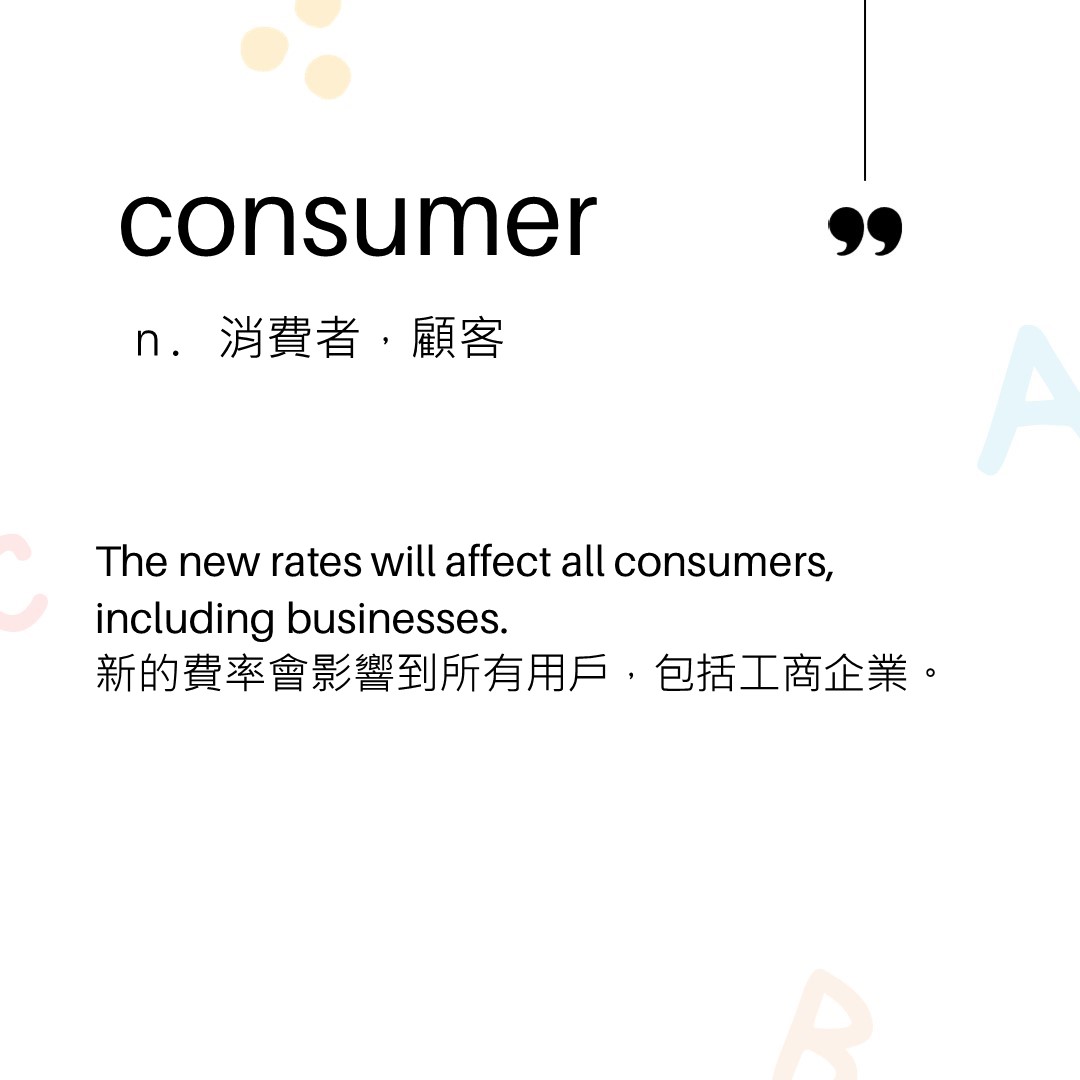 consumer
”
n. 消費者，顧客
A
C
The new rates will affect all consumers,
including businesses.
新的費率會影響到所有用戶，包括工商企業。
B